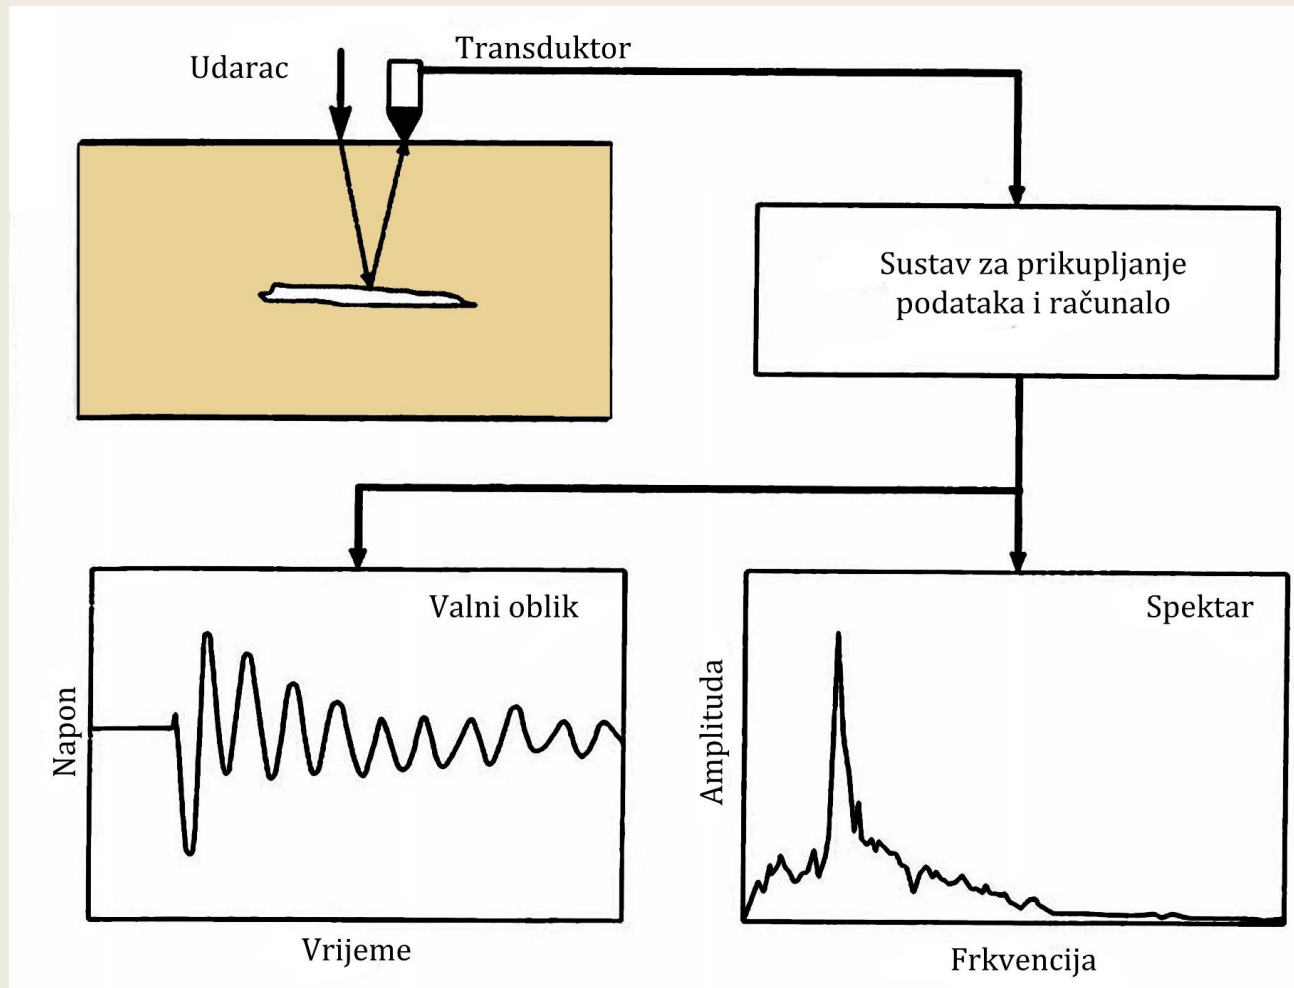 Udarac
Transduktor
Sustav za prikupljanje
podataka i računalo
Valni oblik
Napon
Vrijeme
Spektar
Amplituda
Frkvencija